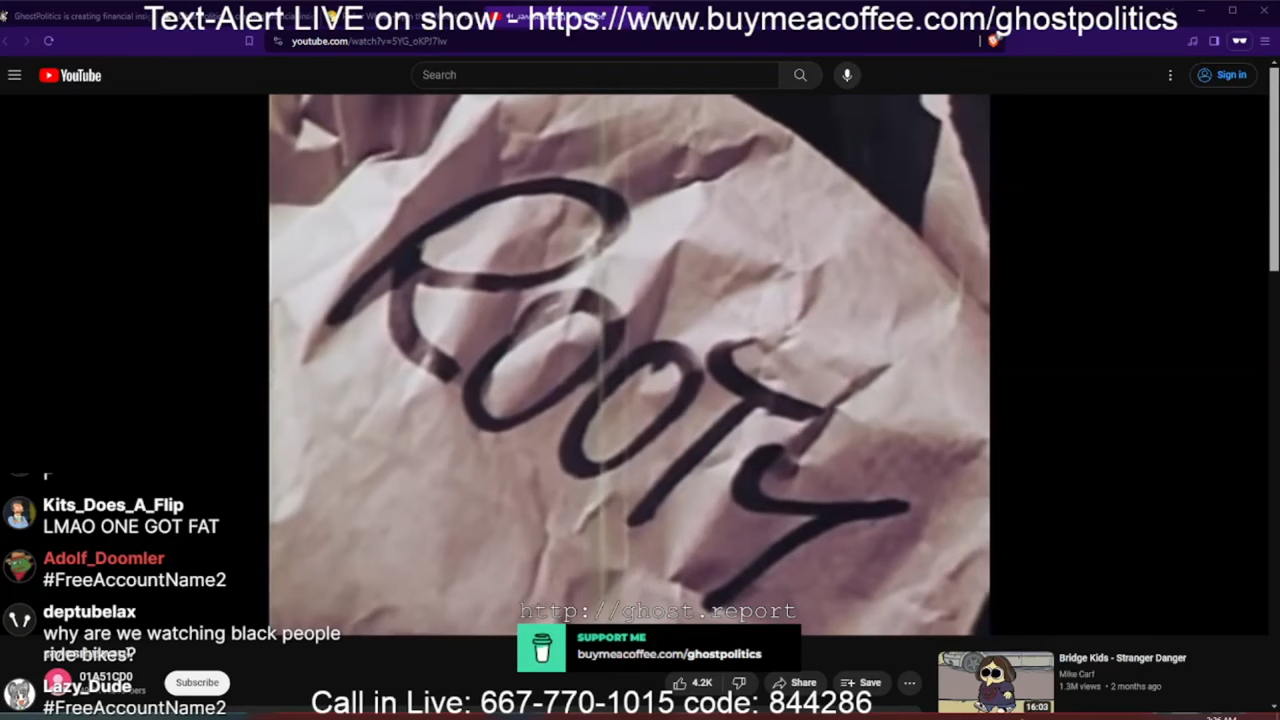 Text-Alert LIVE on show - https://www.buymeacoffee.com/ghostpolitics
youtube.com/watch?v=5YG_oKPJ7Iw
YouTube
Search
Sign in
Rooty
Kits_Does_A_Flip
LMAO ONE GOT FAT
Adolf_Doomler
#FreeAccountName2
deptubelax
why are we watching black people
ride bikes?
Lazy_Dude
#FreeAccountName2
01A51CD0
Subscribe
http://ghost.report
SUPPORT ME
buymeacoffee.com/ghostpolitics
4.2K
Share
Save
Bridge Kids - Stranger Danger
Mike Carf
1.3M views • 2 months ago
16:03
Call in Live: 667-770-1015 code: 844286